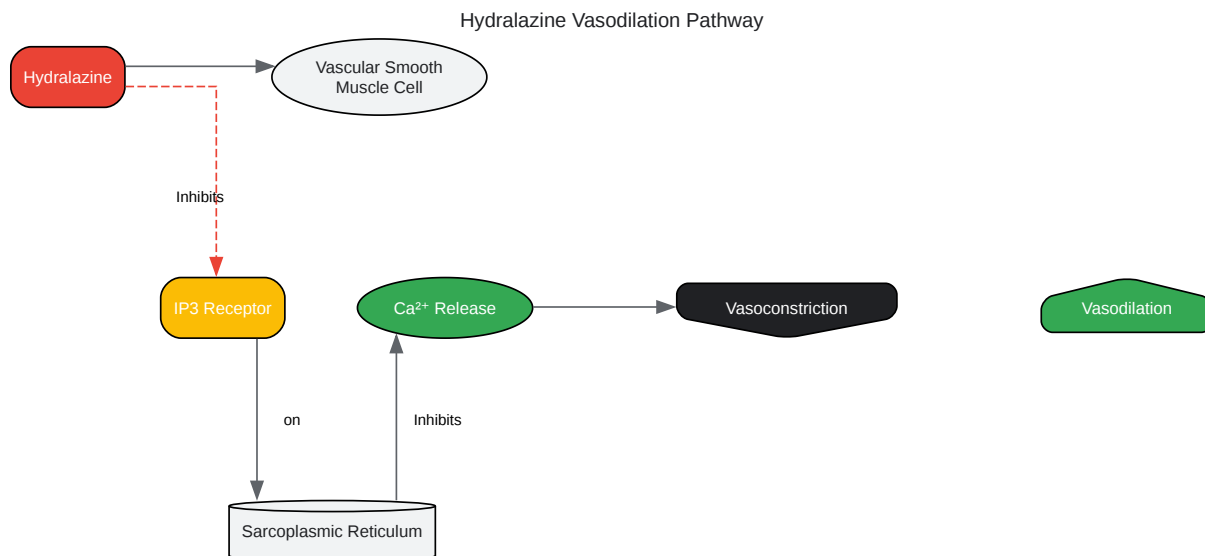 Hydralazine Vasodilation Pathway
Hydralazine
Vascular Smooth
Muscle Cell
Inhibits
IP3 Receptor
Ca²⁺ Release
Vasoconstriction
Vasodilation
on
Inhibits
Sarcoplasmic Reticulum